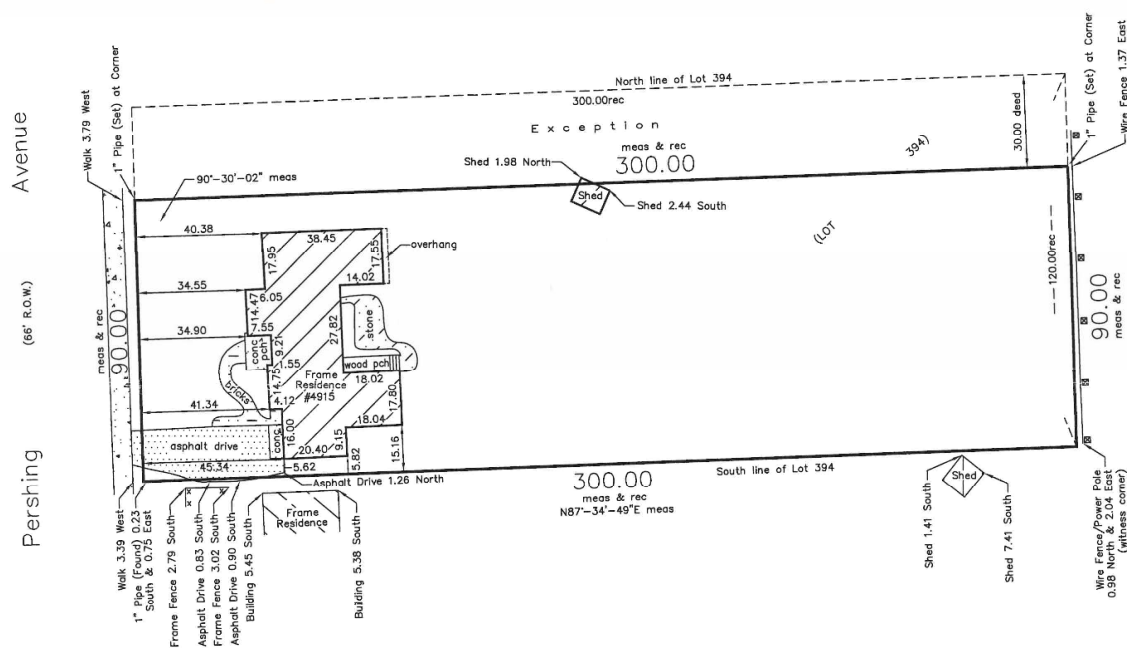 North line of Lot 394
300.00rec
Exception
meas & rec
300.00
30.00 deed
1" Pipe (Set) at Corner
Wire Fence 1.37 East
Walk 3.79 West
1" Pipe (Set) at Corner
Avenue
(66' R.O.W.)
Pershing
90°-30'-02" meas
Shed 1.98 North
Shed
Shed 2.44 South
(LOT
394)
meas & rec
90.00
40.38
38.45
17.95
17.55
overhang
14.02
34.55
14.47
6.05
34.90
7.55
conc
pch
9.21
1.55
27.82
stone
wood pch
18.02
bricks
14.75
Frame
Residence
#4915
4.12
41.34
17.80
18.04
16.00
conc
asphalt drive
20.40
9.15
45.34
5.62
5.82
15.16
Asphalt Drive 1.26 North
120.00rec
90.00
meas & rec
300.00
meas & rec
N87°-34'-49"E meas
South line of Lot 394
Walk 3.39 West
1" Pipe (Found) 0.23
South & 0.75 East
Frame Fence 2.79 South
Asphalt Drive 0.83 South
Frame Fence 3.02 South
Asphalt Drive 0.90 South
Building 5.45 South
Frame
Residence
Building 5.38 South
Shed 1.41 South
Shed
Shed 7.41 South
Wire Fence/Power Pole
0.98 North & 2.04 East
(witness corner)